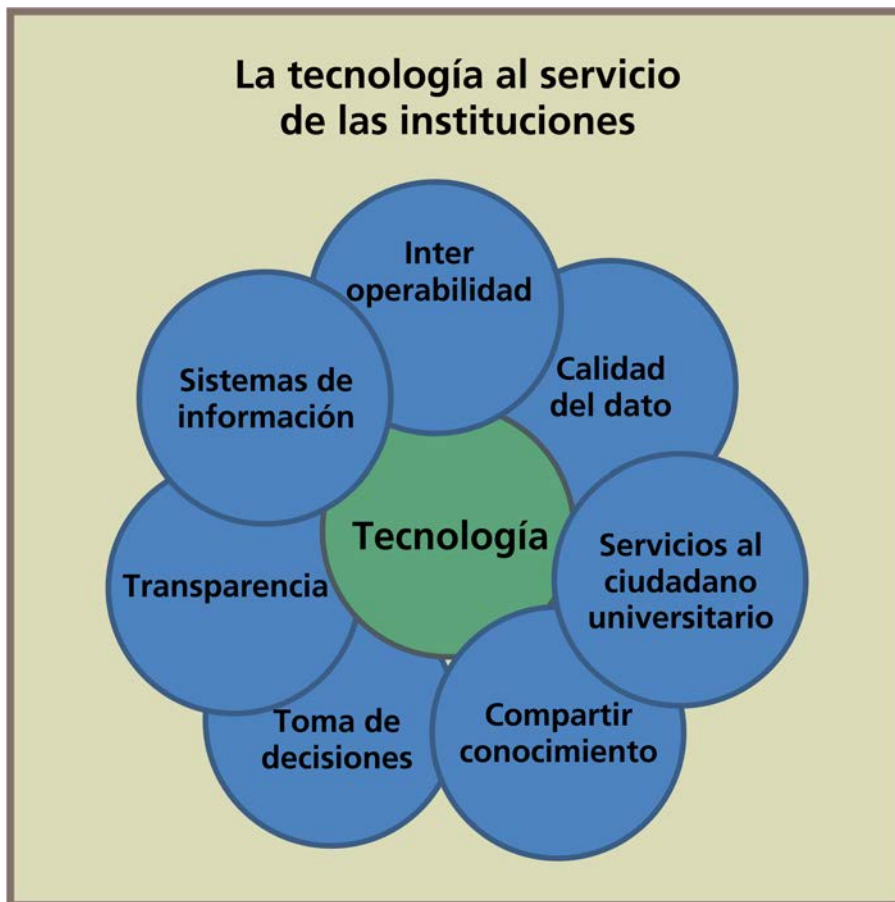 La tecnología al servicio
de las instituciones
Inter
operabilidad
Calidad
del dato
Servicios al
ciudadano
universitario
Compartir
conocimiento
Toma de
decisiones
Transparencia
Sistemas de
información
Tecnología